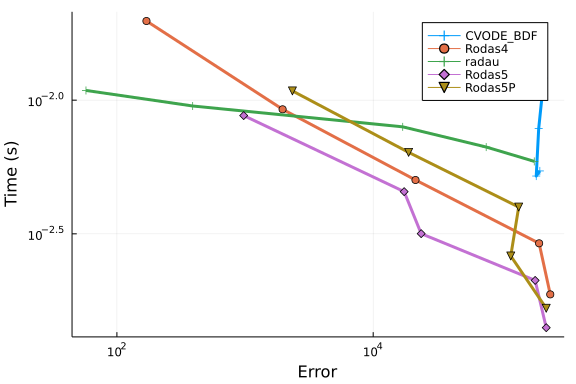 CVODE_BDF
Rodas4
radau
Rodas5
Rodas5P
10^-2.0
10^-2.5
Time (s)
10^2
10^4
Error